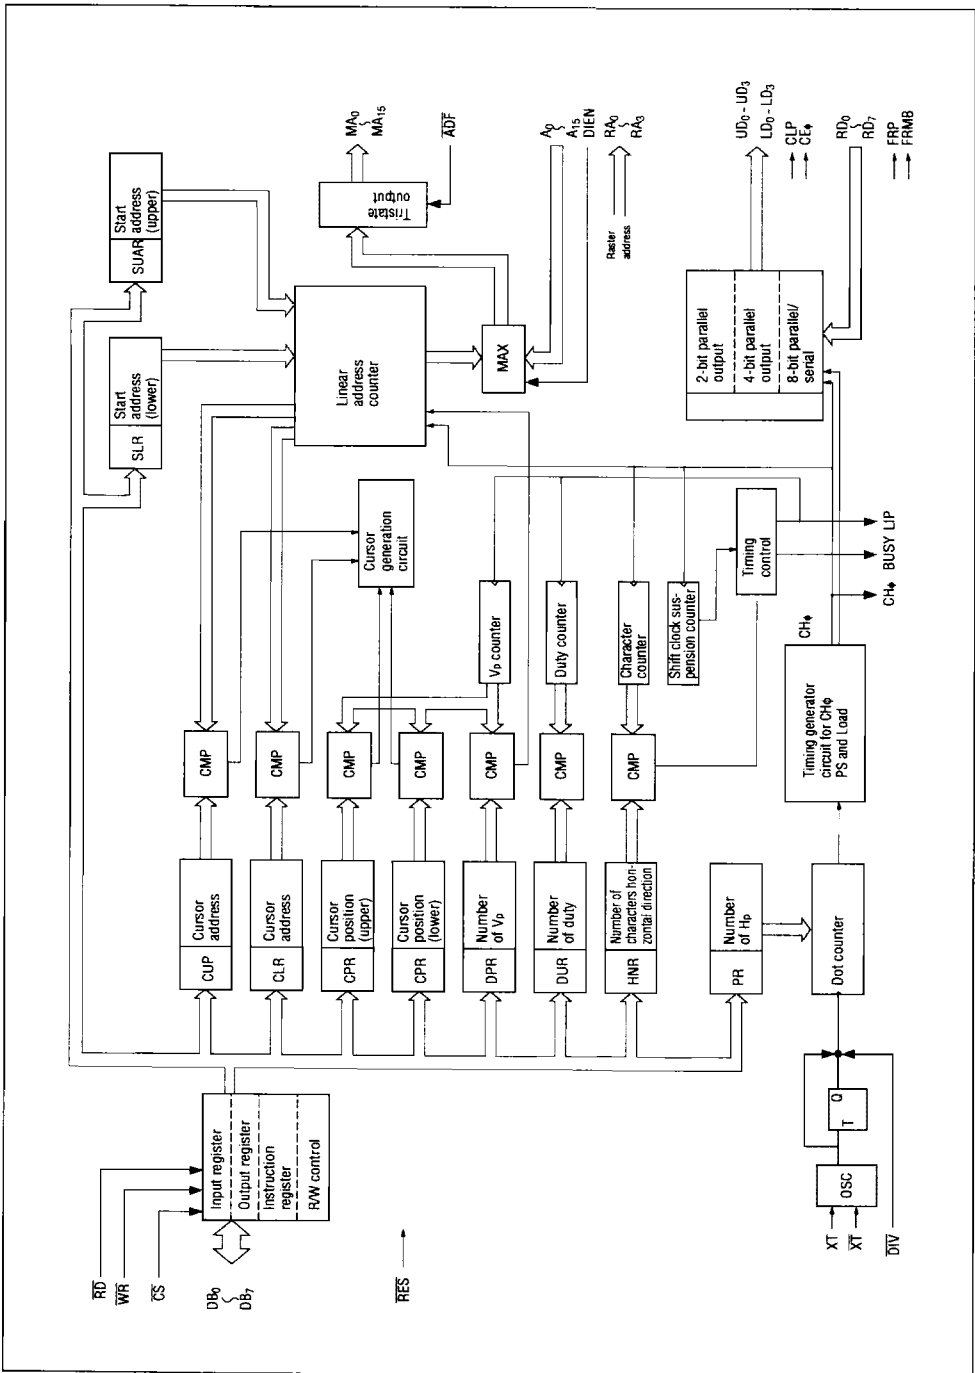 RD
WR
CS
DB0
DB7
RES
Input register
Output register
Instruction
register
R/W control
SUAR
Start
address
(upper)
SLR
Start
address
(lower)
CUP
Cursor
address
CLR
Cursor
address
CPR
Cursor
position
(upper)
CPR
Cursor
position
(lower)
DPR
Number
of Vp
DUR
Number
of duty
HNR
Number of
characters hon-
zontal direction
PR
Number
of Hp
CMP
CMP
CMP
CMP
CMP
CMP
CMP
Vp counter
Duty counter
Character
counter
Shift clock sus-
pension counter
Cursor
generation
circuit
Linear
address
counter
Tristate
output
MAX
MA0
MA15
ADF
A0
A15
DIEN
RA0
RA3
Raster
address
Timing
control
LIP
BUSY
CHϕ
CHϕ
2-bit parallel
output
4-bit parallel
output
8-bit parallel/
serial
UD0 - UD3
LD0 - LD3
CLP
CEϕ
RD0
RD7
FRP
FRMB
XT
XT
DIV
OSC
T
Q
Dot counter
Timing generator
circuit for CHϕ
PS and Load